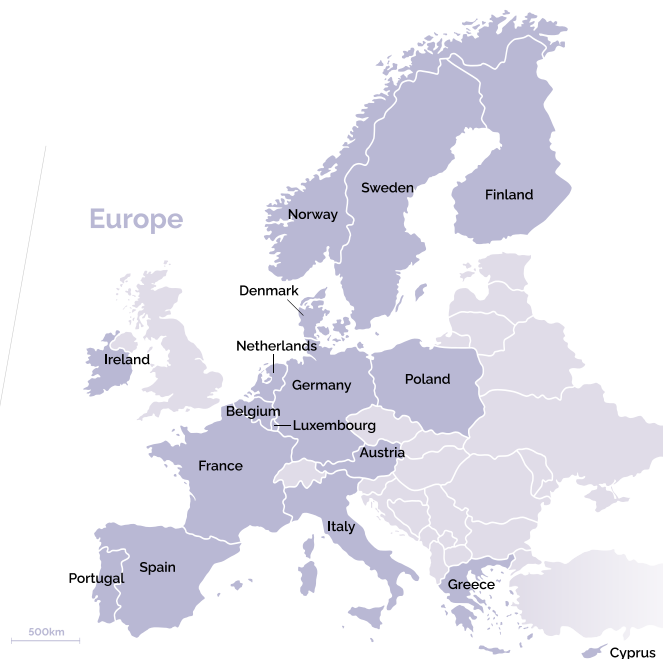 Sweden
Finland
Norway
Europe
Denmark
Netherlands
Ireland
Germany
Poland
Belgium
Luxembourg
Austria
France
Italy
Spain
Portugal
Greece
500km
Cyprus